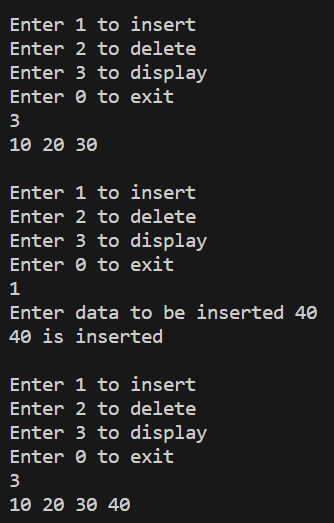 Enter 1 to insert
Enter 2 to delete
Enter 3 to display
Enter 0 to exit
3
10 20 30
Enter 1 to insert
Enter 2 to delete
Enter 3 to display
Enter 0 to exit
1
Enter data to be inserted 40
40 is inserted
Enter 1 to insert
Enter 2 to delete
Enter 3 to display
Enter 0 to exit
3
10 20 30 40